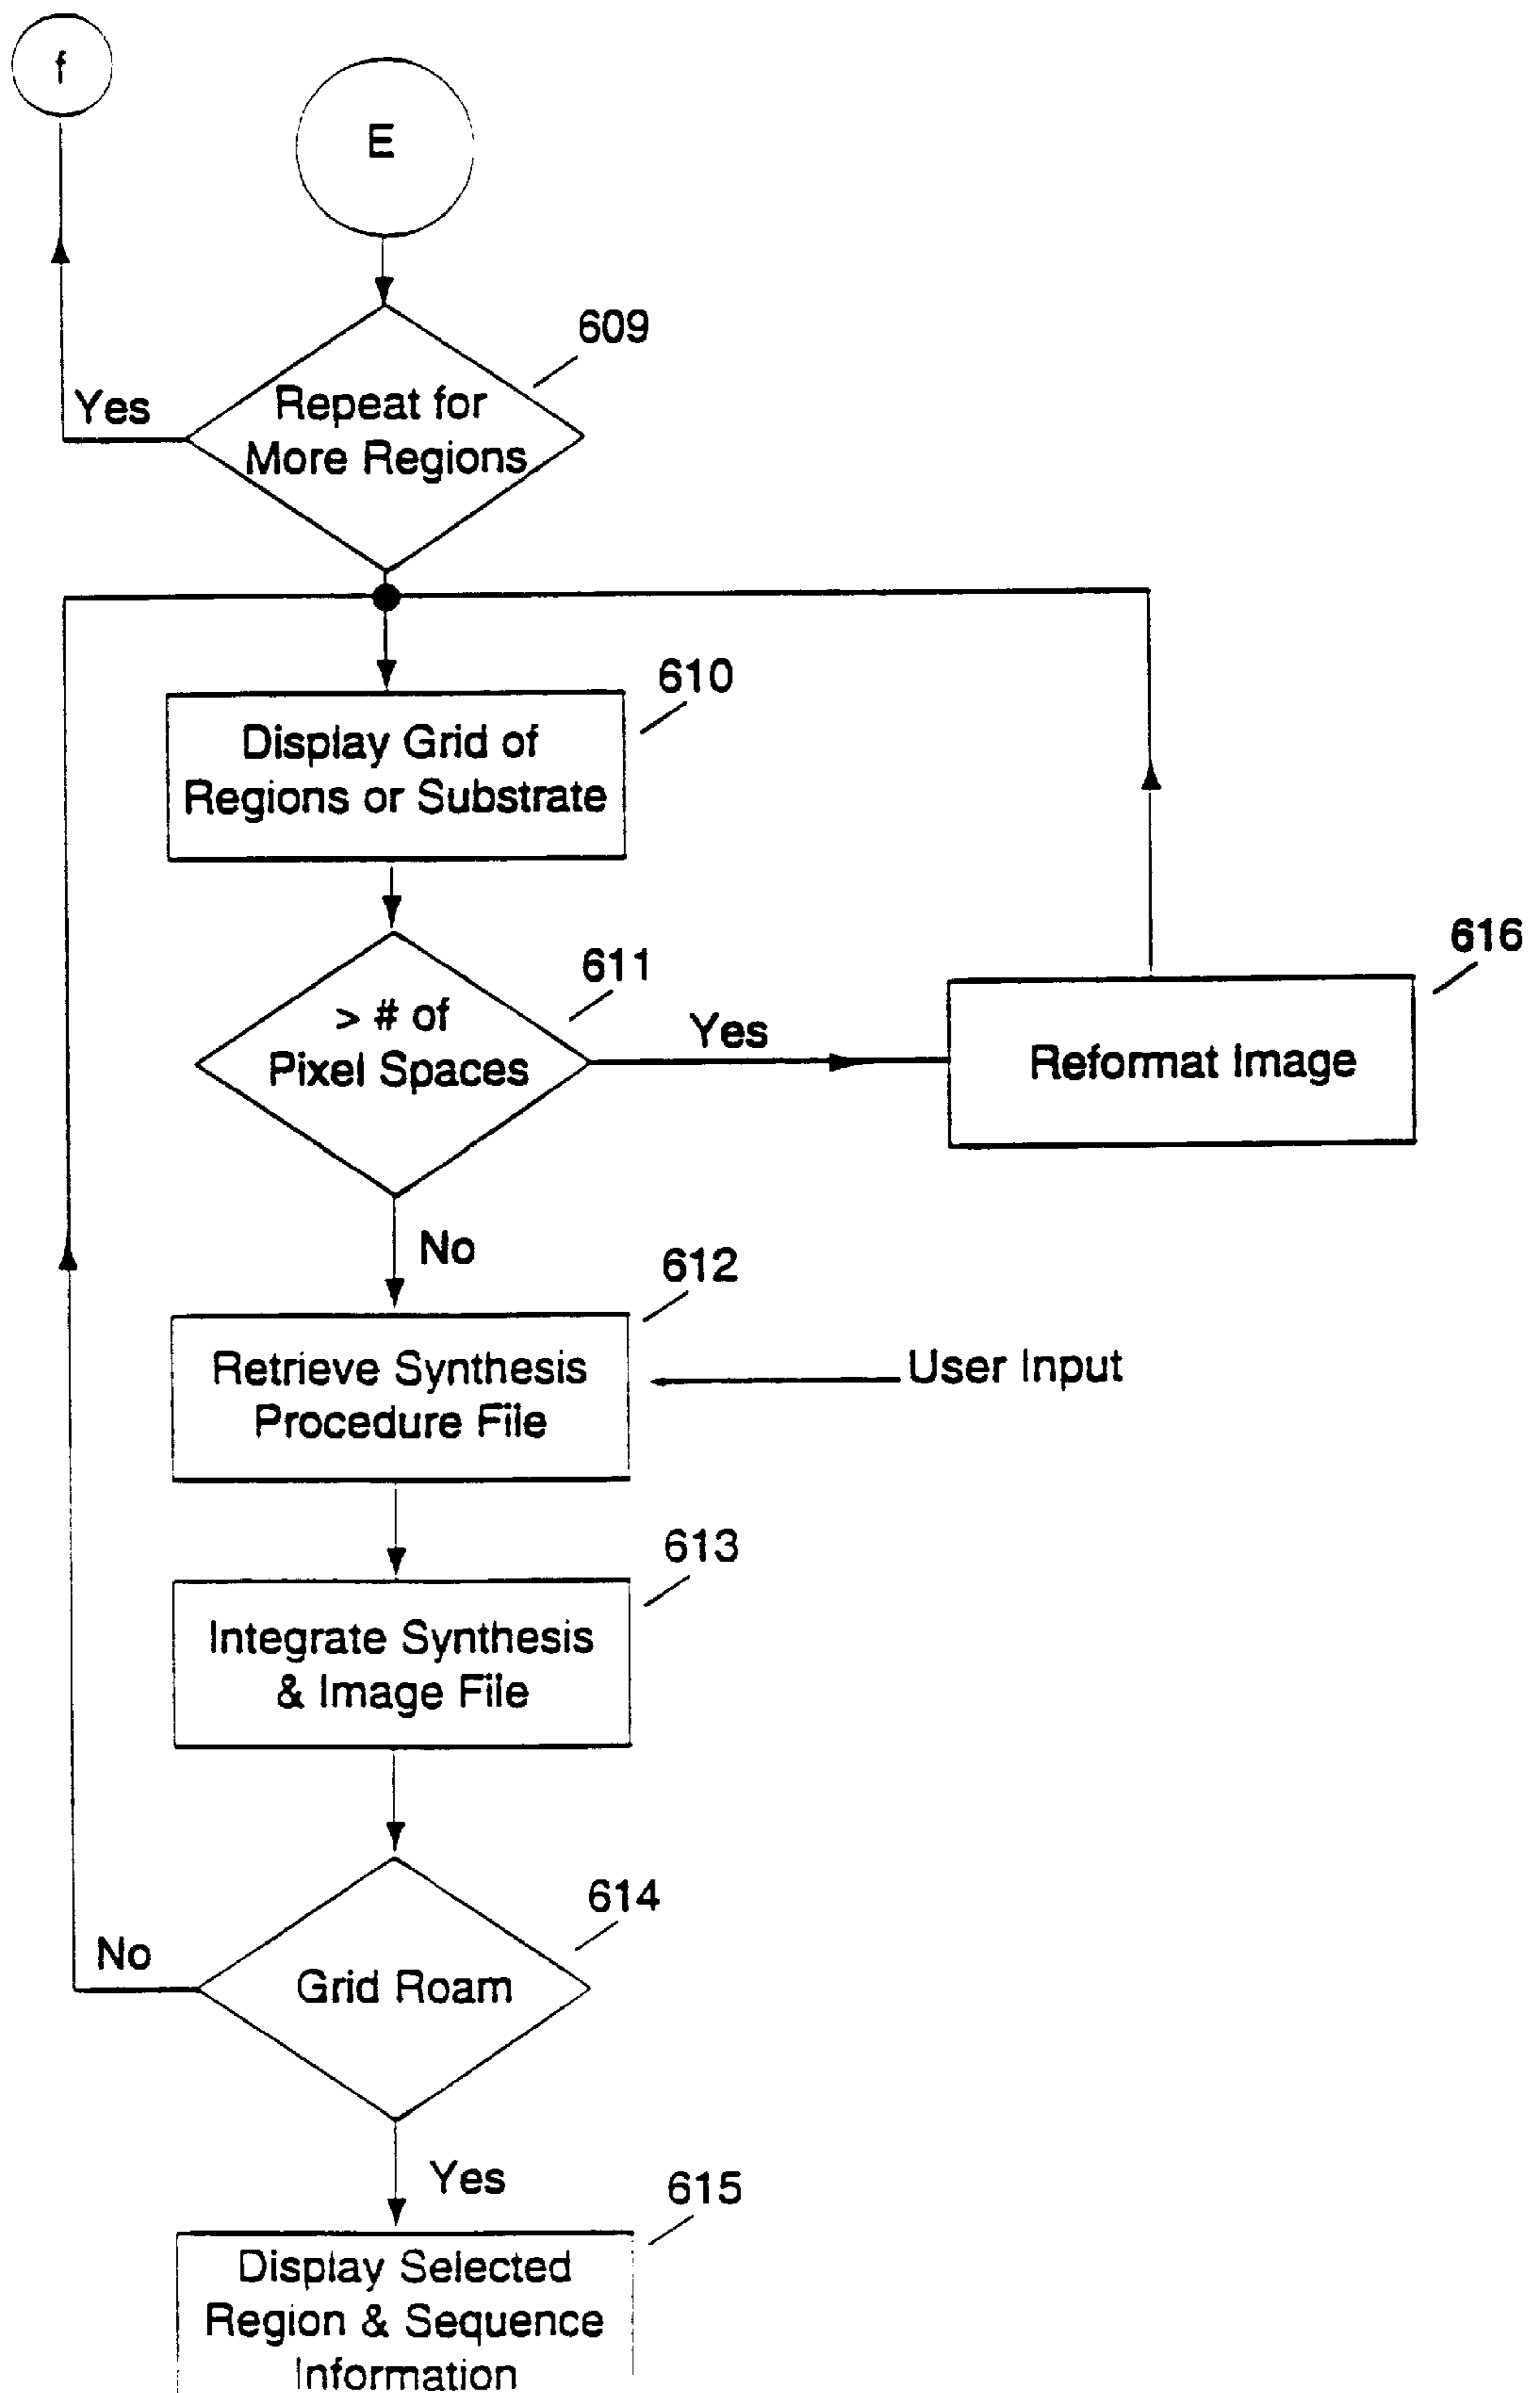 f
E
609
Repeat for
More Regions
Yes
610
Display Grid of
Regions or Substrate
611
> # of
Pixel Spaces
Yes
616
Reformat Image
No
612
Retrieve Synthesis
Procedure File
User Input
613
Integrate Synthesis
& Image File
614
Grid Roam
No
Yes
615
Display Selected
Region & Sequence
Information